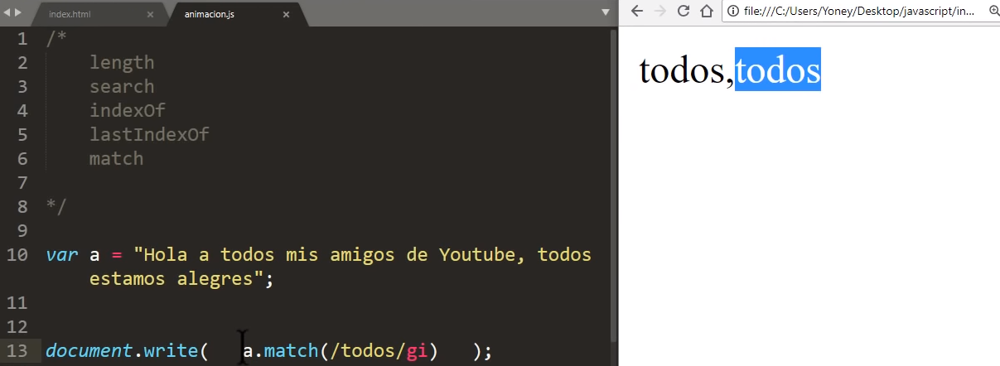 index.html × animacion.js ×
file:///C:/Users/Yoney/Desktop/javascript/in...
1 /*
2 length
3 search
4 indexOf
5 lastIndexOf
6 match
7
8 */
9
10 var a = "Hola a todos mis amigos de Youtube, todos
estamos alegres";
11
12
13 document.write( a.match(/todos/gi) );
todos,todos